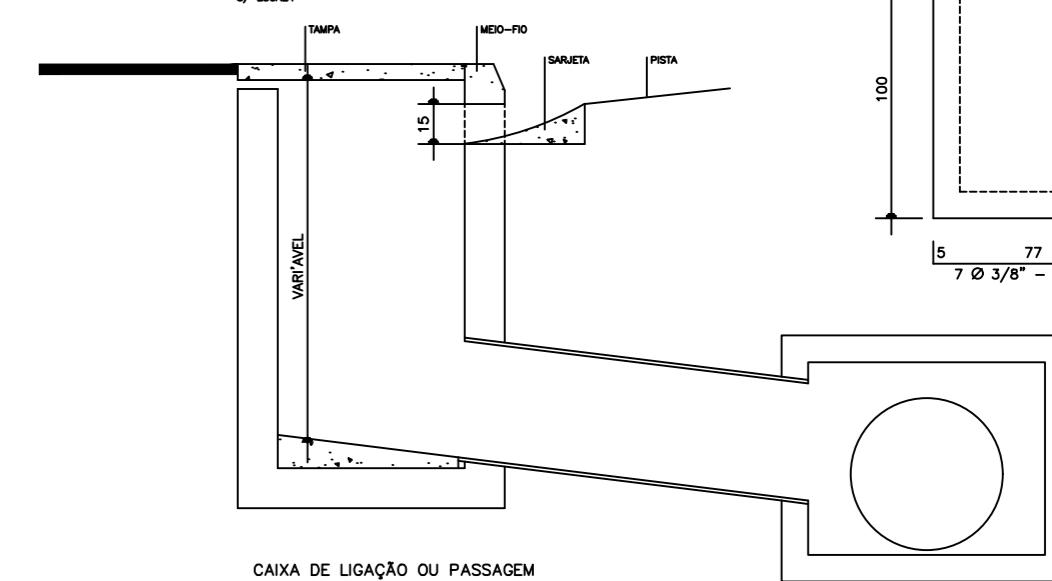 TAMPA
MEIO-FIO
SARJETA
PISTA
15
100
VARI'AVEL
5 77
7 Ø 3/8" -
CAIXA DE LIGAÇÃO OU PASSAGEM